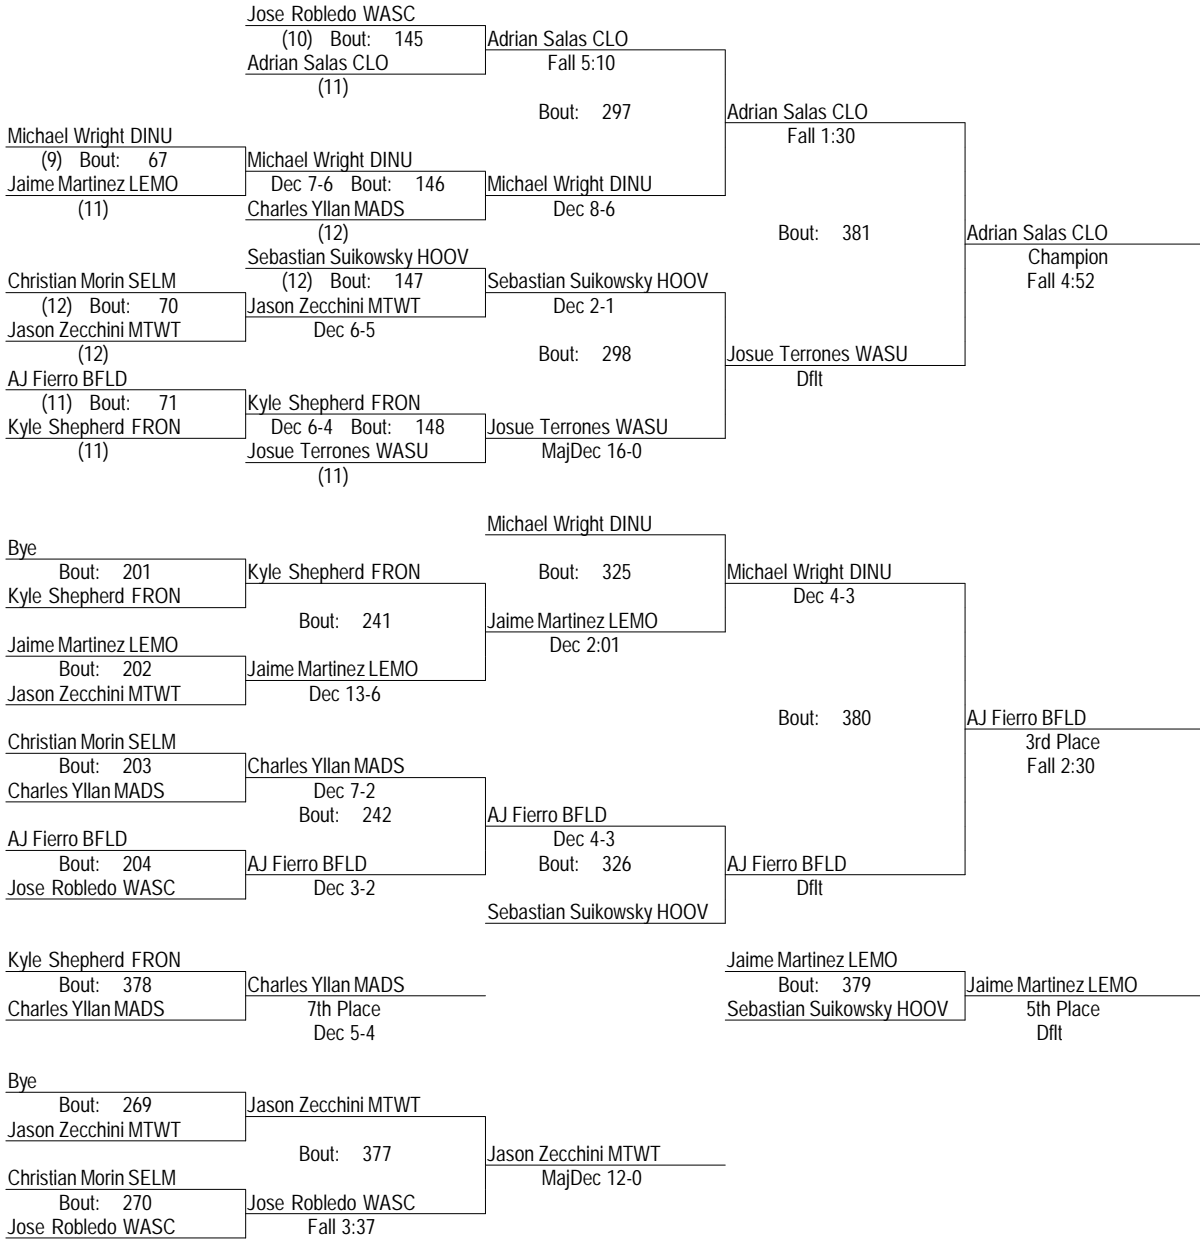 Jose Robledo WASC
(10) Bout: 145 Adrian Salas CLO
Adrian Salas CLO Fall 5:10
(11)
Bout: 297 Adrian Salas CLO
Michael Wright DINU Fall 1:30
(9) Bout: 67 Michael Wright DINU
Jaime Martinez LEMO Dec 7-6 Bout: 146 Michael Wright DINU
(11) Charles Yllan MADS Dec 8-6
(12) Bout: 381 Adrian Salas CLO
Sebastian Suikowsky HOOV Champion
Christian Morin SELM (12) Bout: 147 Sebastian Suikowsky HOOV Fall 4:52
(12) Bout: 70 Jason Zecchini MTWT Dec 2-1
Jason Zecchini MTWT Dec 6-5
(12) Bout: 298 Josue Terrones WASU
AJ Fierro BFLD Dflt
(11) Bout: 71 Kyle Shepherd FRON
Kyle Shepherd FRON Dec 6-4 Bout: 148 Josue Terrones WASU
(11) Josue Terrones WASU MajDec 16-0
(11)
Michael Wright DINU
Bye
Bout: 201 Kyle Shepherd FRON Bout: 325 Michael Wright DINU
Kyle Shepherd FRON Dec 4-3
Bout: 241 Jaime Martinez LEMO
Jaime Martinez LEMO Dec 2:01
Bout: 202 Jaime Martinez LEMO
Jason Zecchini MTWT Dec 13-6
Bout: 380 AJ Fierro BFLD
Christian Morin SELM 3rd Place
Bout: 203 Charles Yllan MADS Fall 2:30
Charles Yllan MADS Dec 7-2
Bout: 242 AJ Fierro BFLD
AJ Fierro BFLD Dec 4-3
Bout: 204 AJ Fierro BFLD Bout: 326 AJ Fierro BFLD
Jose Robledo WASC Dec 3-2 Dflt
Sebastian Suikowsky HOOV
Kyle Shepherd FRON Jaime Martinez LEMO
Bout: 378 Charles Yllan MADS Bout: 379 Jaime Martinez LEMO
Charles Yllan MADS 7th Place Sebastian Suikowsky HOOV 5th Place
Dec 5-4 Dflt
Bye
Bout: 269 Jason Zecchini MTWT
Jason Zecchini MTWT
Bout: 377 Jason Zecchini MTWT
Christian Morin SELM MajDec 12-0
Bout: 270 Jose Robledo WASC
Jose Robledo WASC Fall 3:37